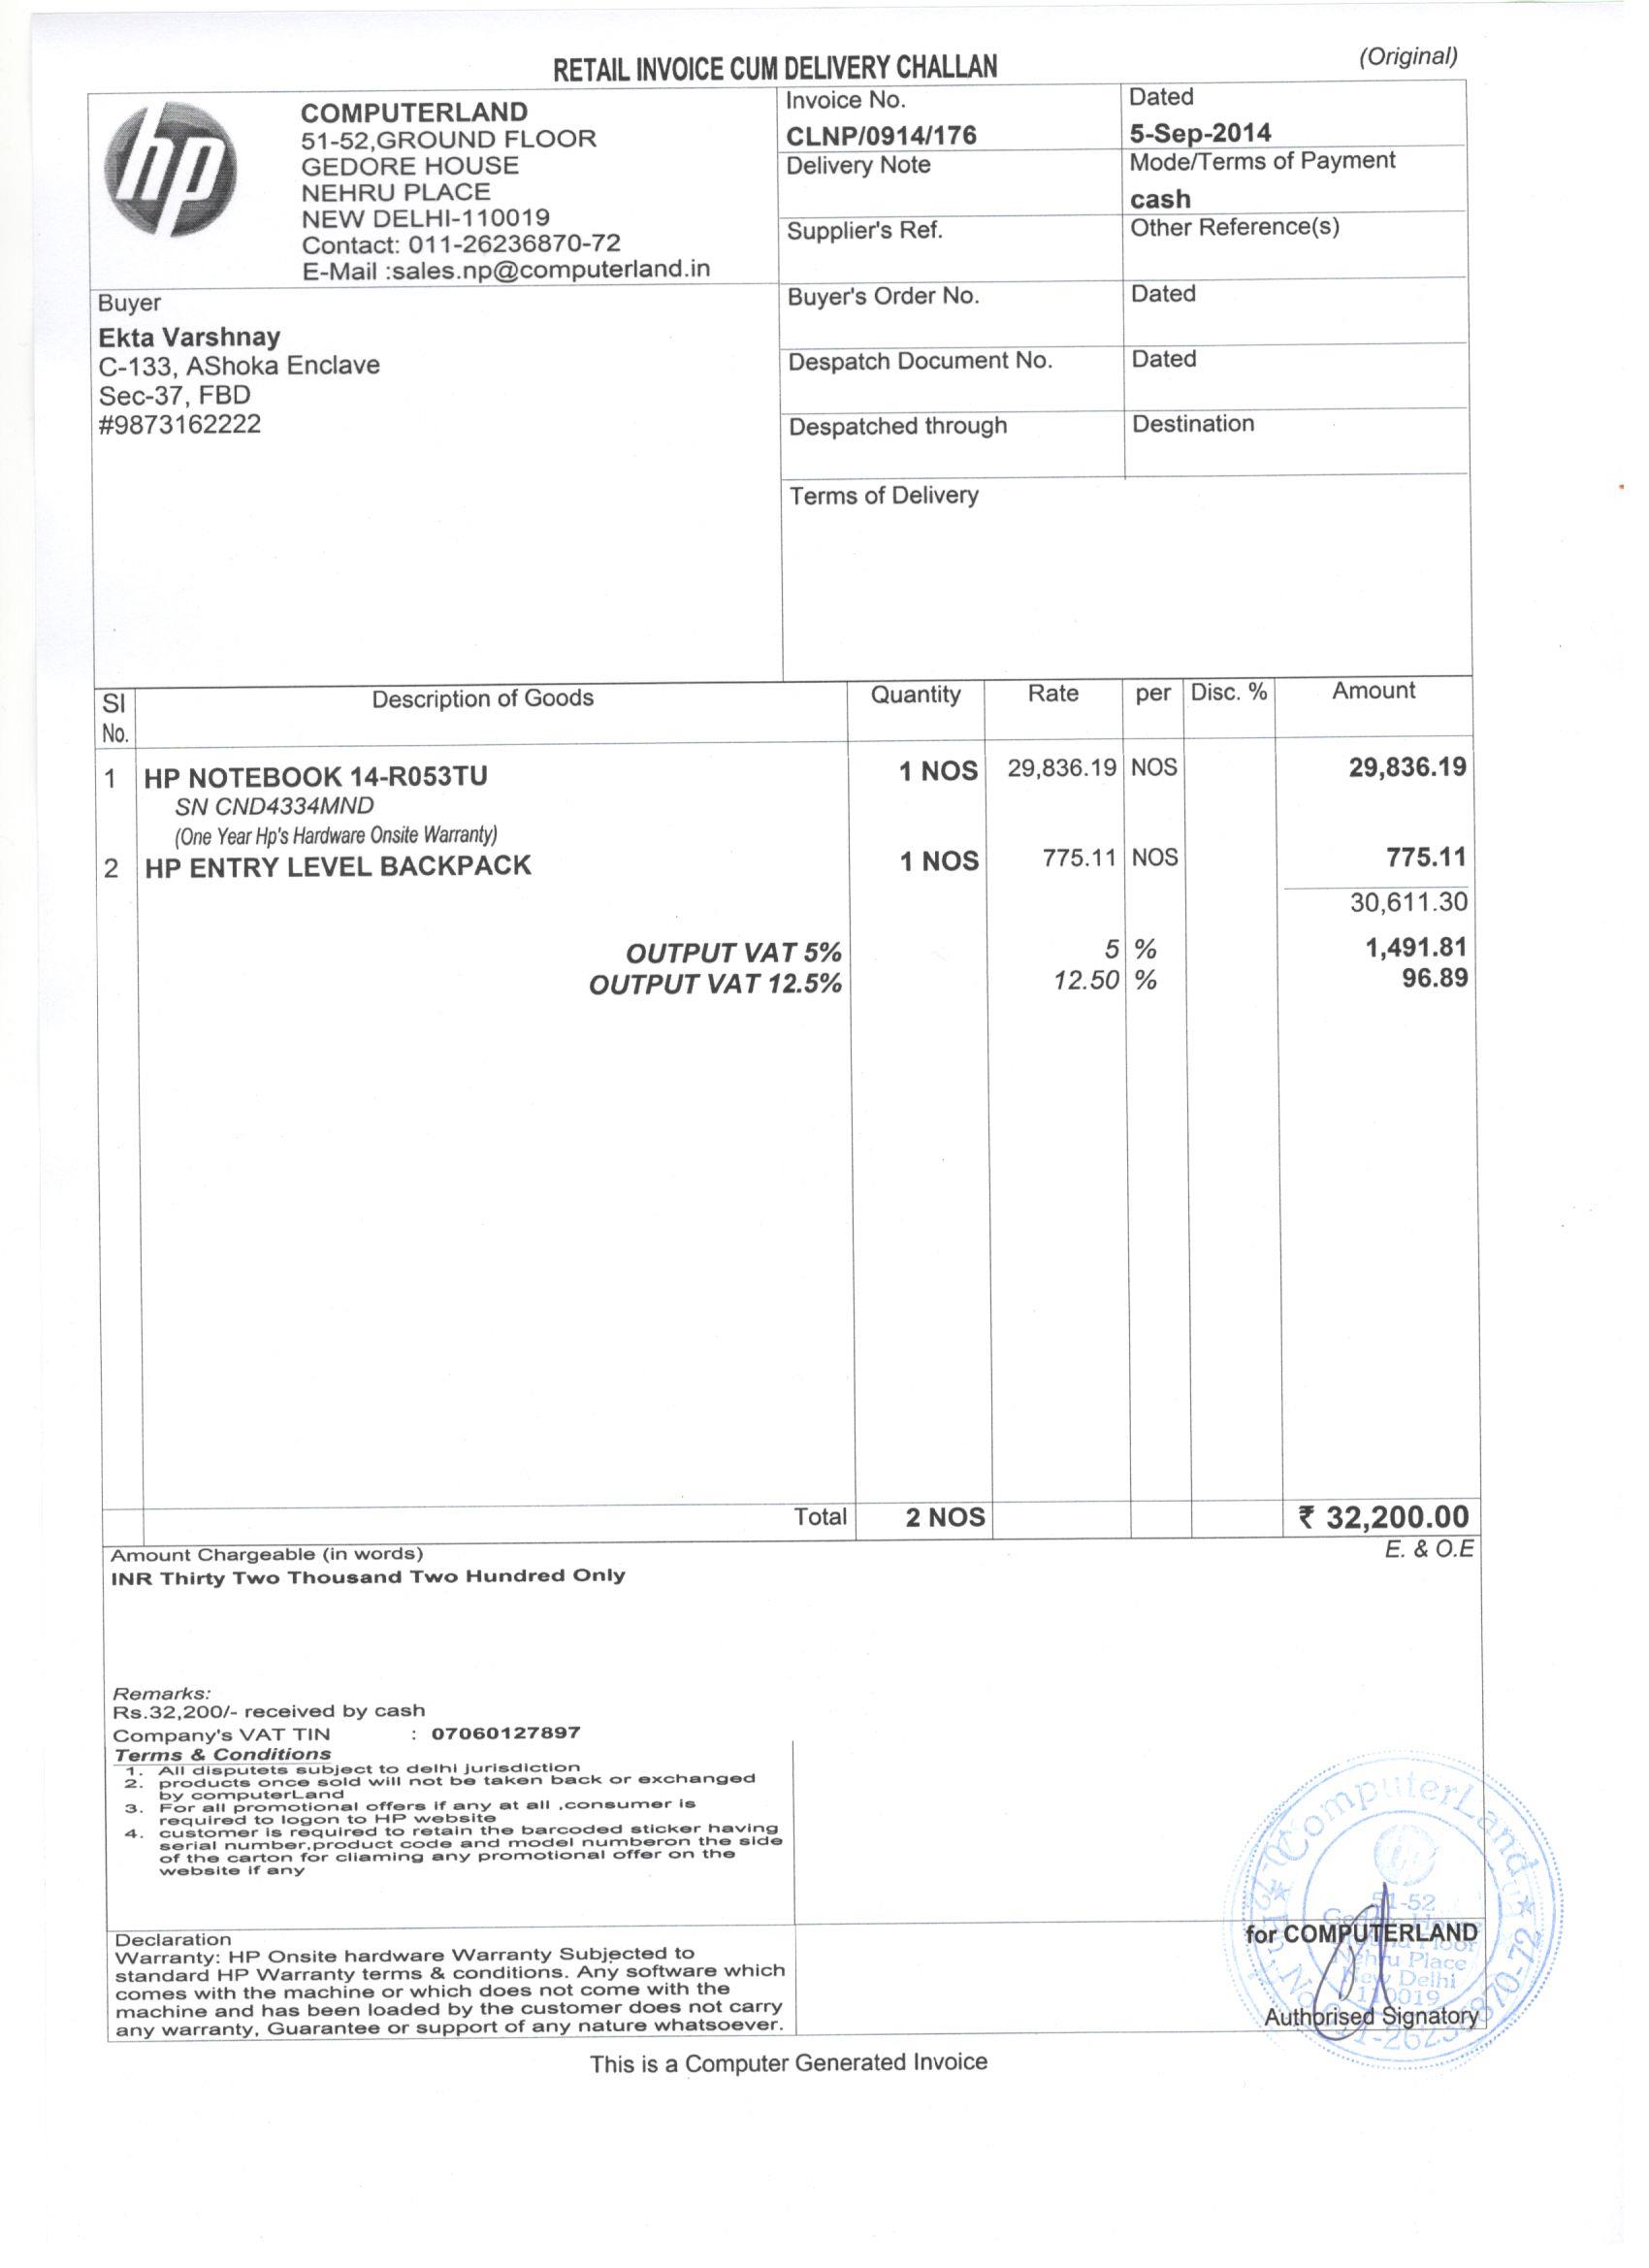 (Original)
RETAIL INVOICE CUM DELIVERY CHALLAN
hp
COMPUTERLAND
51-52,GROUND FLOOR
GEDORE HOUSE
NEHRU PLACE
NEW DELHI-110019
Contact: 011-26236870-72
E-Mail :sales.np@computerland.in
Invoice No.
CLNP/0914/176
Dated
5-Sep-2014
Delivery Note
Mode/Terms of Payment
cash
Supplier's Ref.
Other Reference(s)
Buyer
Ekta Varshnay
C-133, AShoka Enclave
Sec-37, FBD
#9873162222
Buyer's Order No.
Dated
Despatch Document No.
Dated
Despatched through
Destination
Terms of Delivery
SI No. Description of Goods Quantity Rate per Disc. % Amount
1 HP NOTEBOOK 14-R053TU 1 NOS 29,836.19 NOS 29,836.19
SN CND4334MND
(One Year Hp's Hardware Onsite Warranty)
2 HP ENTRY LEVEL BACKPACK 1 NOS 775.11 NOS 775.11
30,611.30
OUTPUT VAT 5% 5 % 1,491.81
OUTPUT VAT 12.5% 12.50 % 96.89
Total 2 NOS ₹ 32,200.00
Amount Chargeable (in words) E. & O.E
INR Thirty Two Thousand Two Hundred Only
Remarks:
Rs.32,200/- received by cash
Company's VAT TIN : 07060127897
Terms & Conditions
1. All disputets subject to delhi jurisdiction
2. products once sold will not be taken back or exchanged
by computerLand
3. For all promotional offers if any at all ,consumer is
required to logon to HP website
4. customer is required to retain the barcoded sticker having
serial number,product code and model numberon the side
of the carton for cliaming any promotional offer on the
website if any
Declaration
Warranty: HP Onsite hardware Warranty Subjected to
standard HP Warranty terms & conditions. Any software which
comes with the machine or which does not come with the
machine and has been loaded by the customer does not carry
any warranty, Guarantee or support of any nature whatsoever.
ComputerLand
hp
51-52
Nehru Place
New Delhi
110019
for COMPUTERLAND
Authorised Signatory
This is a Computer Generated Invoice